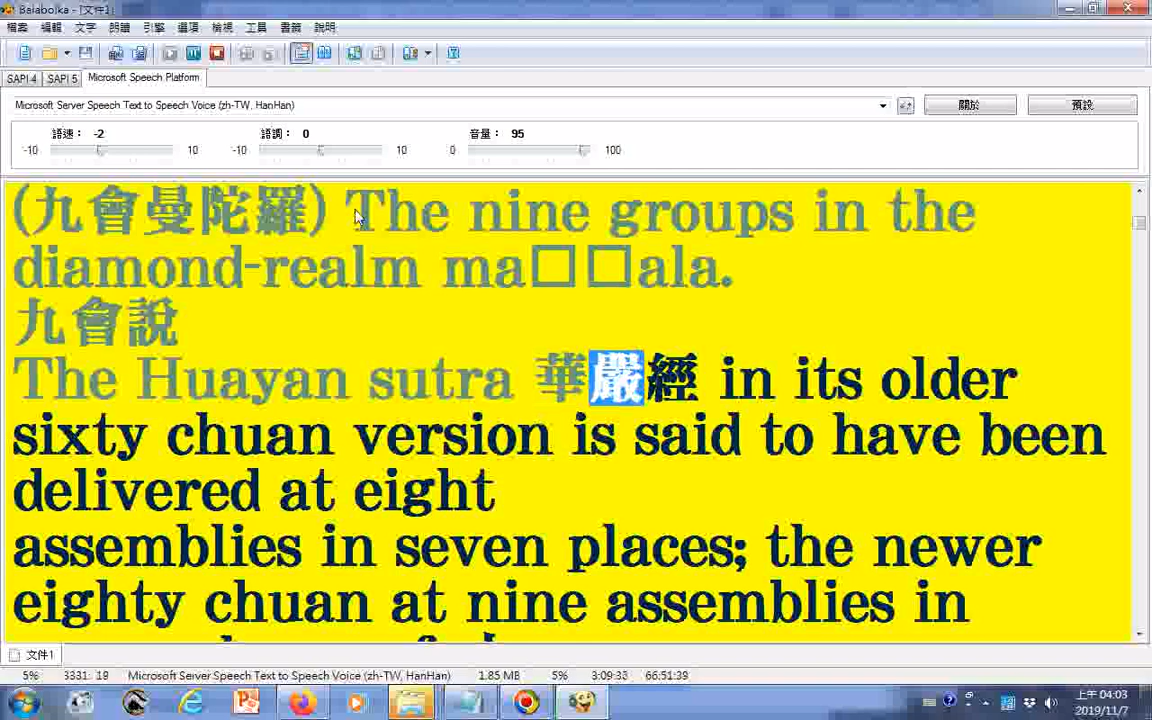 Balabolka - [文件1]
檔案 編輯 文字 朗讀 引擎 選項 檢視 工具 書籤 說明
SAPI 4 SAPI 5 Microsoft Speech Platform
Microsoft Server Speech Text to Speech Voice (zh-TW, HanHan) 關於 預設
語速： -2 語調： 0 音量： 95
-10 10 -10 10 0 100
(九會曼陀羅) The nine groups in the
diamond-realm ma□□ala.
九會說
The Huayan sutra 華嚴經 in its older
sixty chuan version is said to have been
delivered at eight
assemblies in seven places; the newer
eighty chuan at nine assemblies in
文件1
5% 3331: 19 Microsoft Server Speech Text to Speech Voice (zh-TW, HanHan) 1.85 MB 5% 3:09:33 66:51:39
上午 04:03
2019/11/7